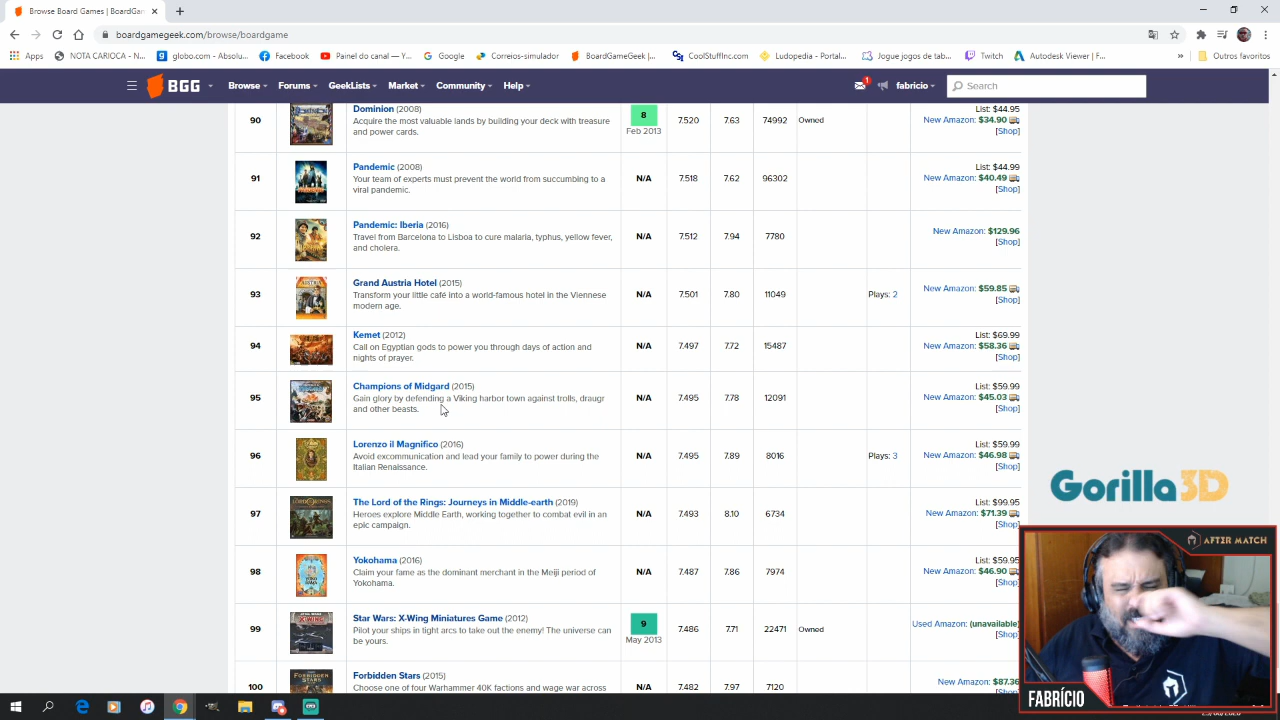 Browse Boardgames | BoardGam
boardgamegeek.com/browse/boardgame
Apps
NOTA CARIOCA - N...
globo.com - Absolut...
Facebook
Painel do canal — Y...
Google
Correios-simulador
BoardGameGeek | G...
CoolStuffInc.com
Ludopedia - Portal...
Jogue jogos de tab...
Twitch
Autodesk Viewer | F...
»
Outros favoritos
BGG
Browse
Forums
GeekLists
Market
Community
Help
1
fabricio
Search
90
Dominion (2008)
Acquire the most valuable lands by building your deck with treasure
and power cards.
8
Feb 2013
7.520
7.63
74992
Owned
List: $44.95
New Amazon: $34.90
[Shop]
91
Pandemic (2008)
Your team of experts must prevent the world from succumbing to a
viral pandemic.
N/A
7.518
7.62
96302
List: $44.99
New Amazon: $40.49
[Shop]
92
Pandemic: Iberia (2016)
Travel from Barcelona to Lisboa to cure malaria, typhus, yellow fever,
and cholera.
N/A
7.512
7.94
7780
New Amazon: $129.96
[Shop]
93
Grand Austria Hotel (2015)
Transform your little café into a world-famous hotel in the Viennese
modern age.
N/A
7.501
7.80
11049
Plays: 2
New Amazon: $59.85
[Shop]
94
Kemet (2012)
Call on Egyptian gods to power you through days of action and
nights of prayer.
N/A
7.497
7.72
15487
List: $69.99
New Amazon: $58.36
[Shop]
95
Champions of Midgard (2015)
Gain glory by defending a Viking harbor town against trolls, draugr
and other beasts.
N/A
7.495
7.78
12091
List: $59.99
New Amazon: $45.03
[Shop]
96
Lorenzo il Magnifico (2016)
Avoid excommunication and lead your family to power during the
Italian Renaissance.
N/A
7.495
7.89
8016
Plays: 3
List: $59.99
New Amazon: $46.98
[Shop]
97
The Lord of the Rings: Journeys in Middle-earth (2019)
Heroes explore Middle Earth, working together to combat evil in an
epic campaign.
N/A
7.493
8.10
6734
List: $99.95
New Amazon: $71.39
[Shop]
98
Yokohama (2016)
Claim your fame as the dominant merchant in the Meiji period of
Yokohama.
N/A
7.487
7.86
7974
List: $59.95
New Amazon: $46.90
[Shop]
99
Star Wars: X-Wing Miniatures Game (2012)
Pilot your ships in tight arcs to take out the enemy! The universe can
be yours.
9
May 2013
7.486
7.71
22471
Owned
Used Amazon: (unavailable)
[Shop]
Forbidden Stars (2015)
Choose one of four Warhammer 40K factions and wage war across
New Amazon: $87.36
Gorilla3D
AFTER MATCH
FABRÍCIO